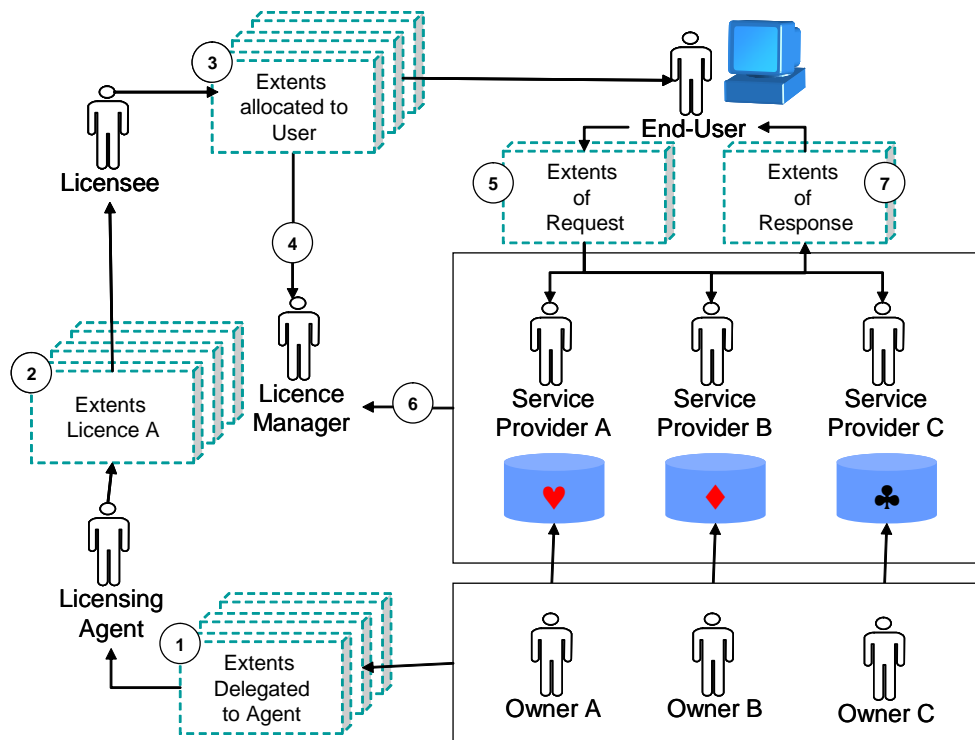 3
Extents
allocated to
User
End-User
Licensee
5
Extents
of
Request
Extents
of
Response
7
4
2
Extents
Licence A
Licence
Manager
6
Service
Provider A
Service
Provider B
Service
Provider C
♥
♦
♣
Licensing
Agent
1
Extents
Delegated
to Agent
Owner A
Owner B
Owner C